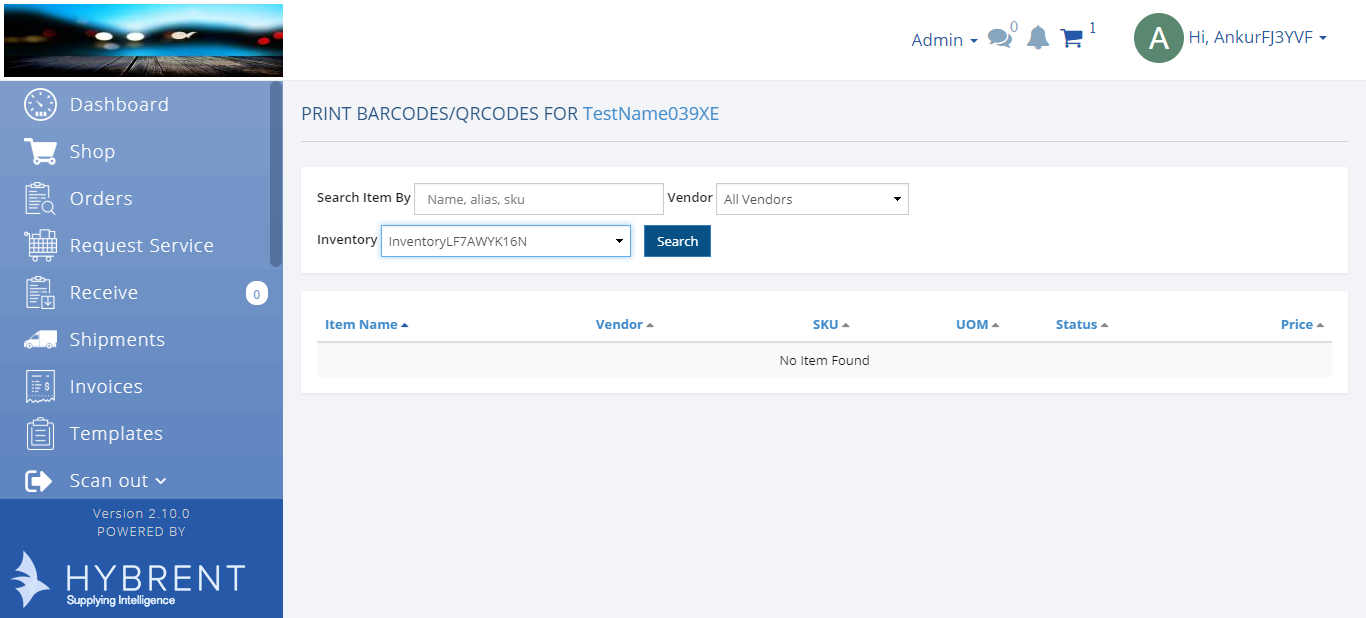 Admin 0 1 A Hi, AnkurFJ3YVF
Dashboard
Shop
Orders
Request Service
Receive 0
Shipments
Invoices
Templates
Scan out
Version 2.10.0
POWERED BY
HYBRENT
Supplying Intelligence
PRINT BARCODES/QRCODES FOR TestName039XE
Search Item By Name, alias, sku Vendor All Vendors
Inventory InventoryLF7AWYK16N Search
Item Name Vendor SKU UOM Status Price
No Item Found